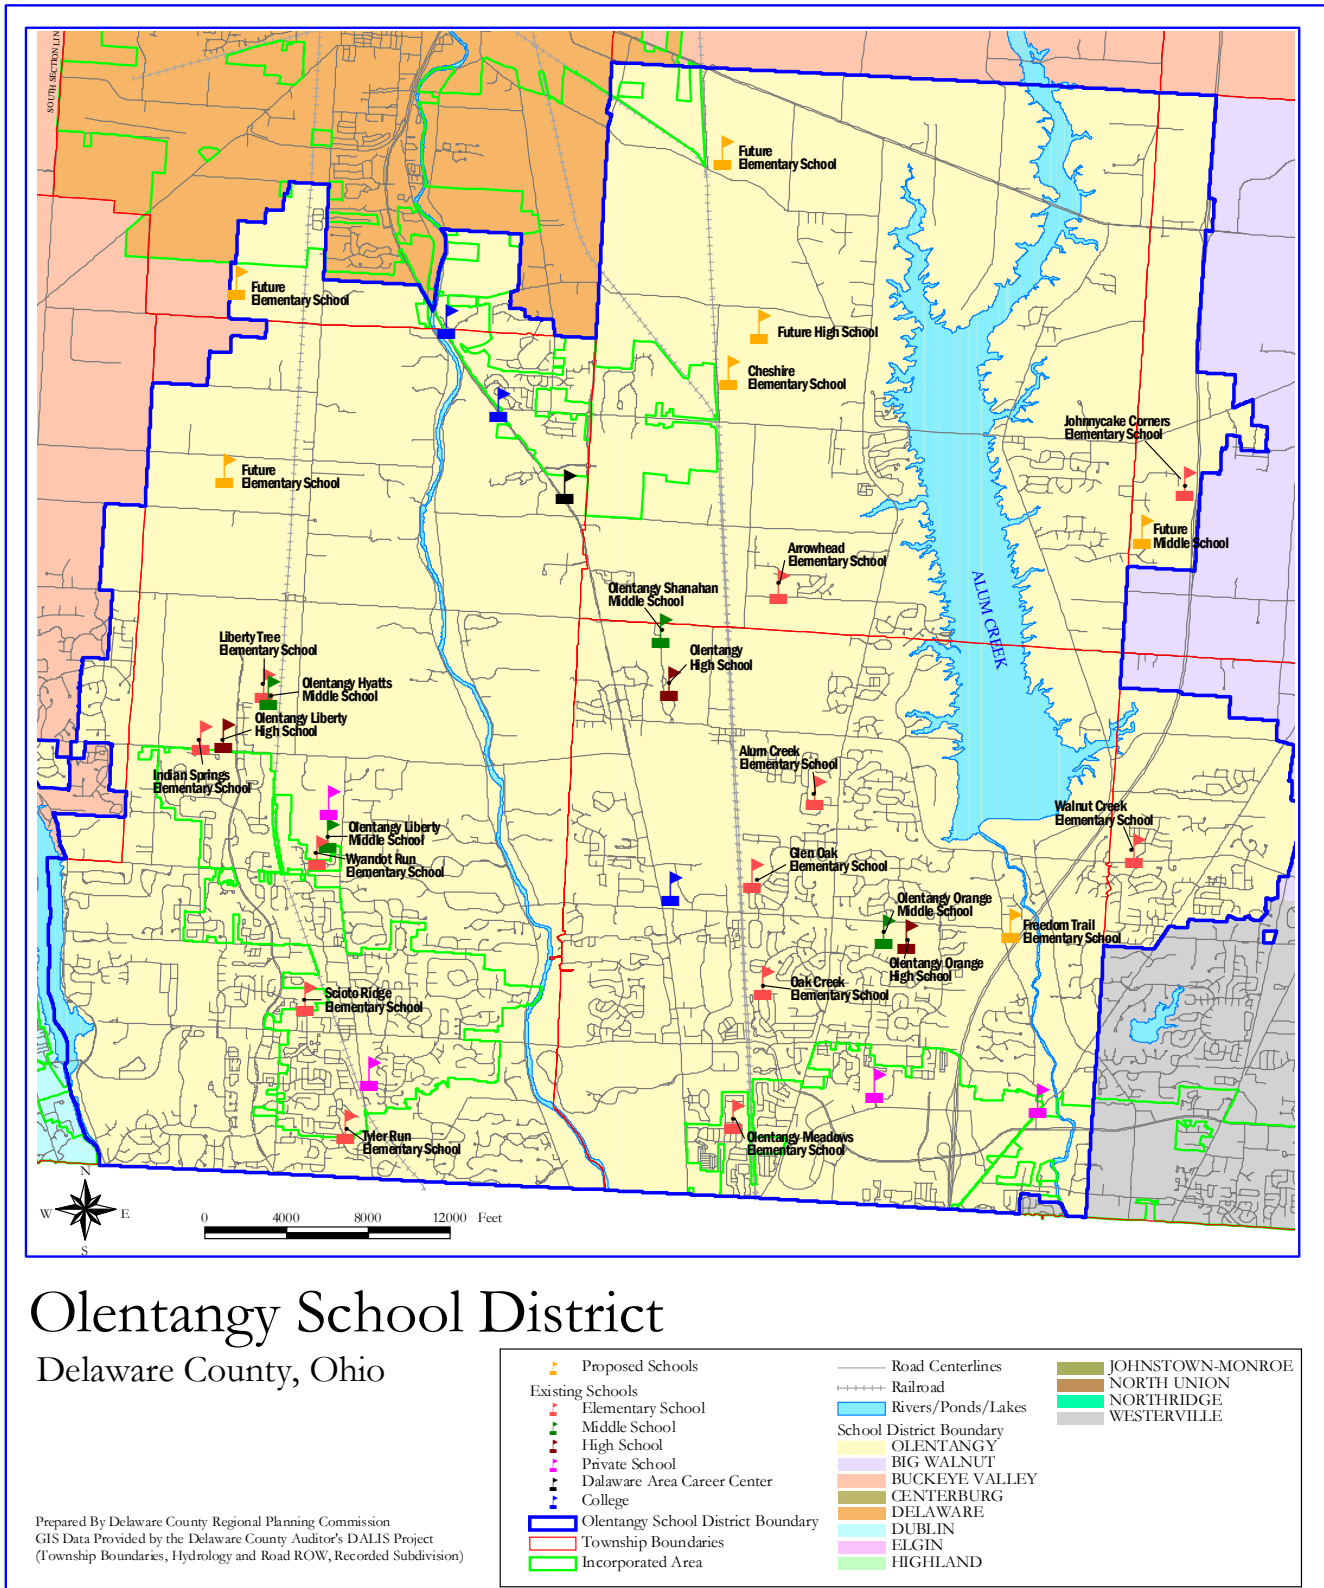 SOUTH SECTION LIN
Future
Elementary School
Future
Elementary School
Future High School
Cheshire
Elementary School
Johnnycake Corners
Elementary School
Future
Elementary School
Future
Middle School
Arrowhead
Elementary School
Olentangy Shanahan
Middle School
ALUM CREEK
Liberty Tree
Elementary School
Olentangy
High School
Olentangy Hyatts
Middle School
Olentangy Liberty
High School
Indian Springs
Elementary School
Alum Creek
Elementary School
Walnut Creek
Elementary School
Olentangy Liberty
Middle School
Wyandot Run
Elementary School
Glen Oak
Elementary School
Olentangy Orange
Middle School
Freedom Trail
Elementary School
Olentangy Orange
High School
Oak Creek
Elementary School
Scioto Ridge
Elementary School
Tyler Run
Elementary School
Olentangy Meadows
Elementary School
N
W E
S
0 4000 8000 12000 Feet
Olentangy School District
Delaware County, Ohio
Proposed Schools
Existing Schools
Elementary School
Middle School
High School
Private School
Dalaware Area Career Center
College
Olentangy School District Boundary
Township Boundaries
Incorporated Area
Road Centerlines
Railroad
Rivers/Ponds/Lakes
School District Boundary
OLENTANGY
BIG WALNUT
BUCKEYE VALLEY
CENTERBURG
DELAWARE
DUBLIN
ELGIN
HIGHLAND
JOHNSTOWN-MONROE
NORTH UNION
NORTHRIDGE
WESTERVILLE
Prepared By Delaware County Regional Planning Commission
GIS Data Provided by the Delaware County Auditor's DALIS Project
(Township Boundaries, Hydrology and Road ROW, Recorded Subdivision)